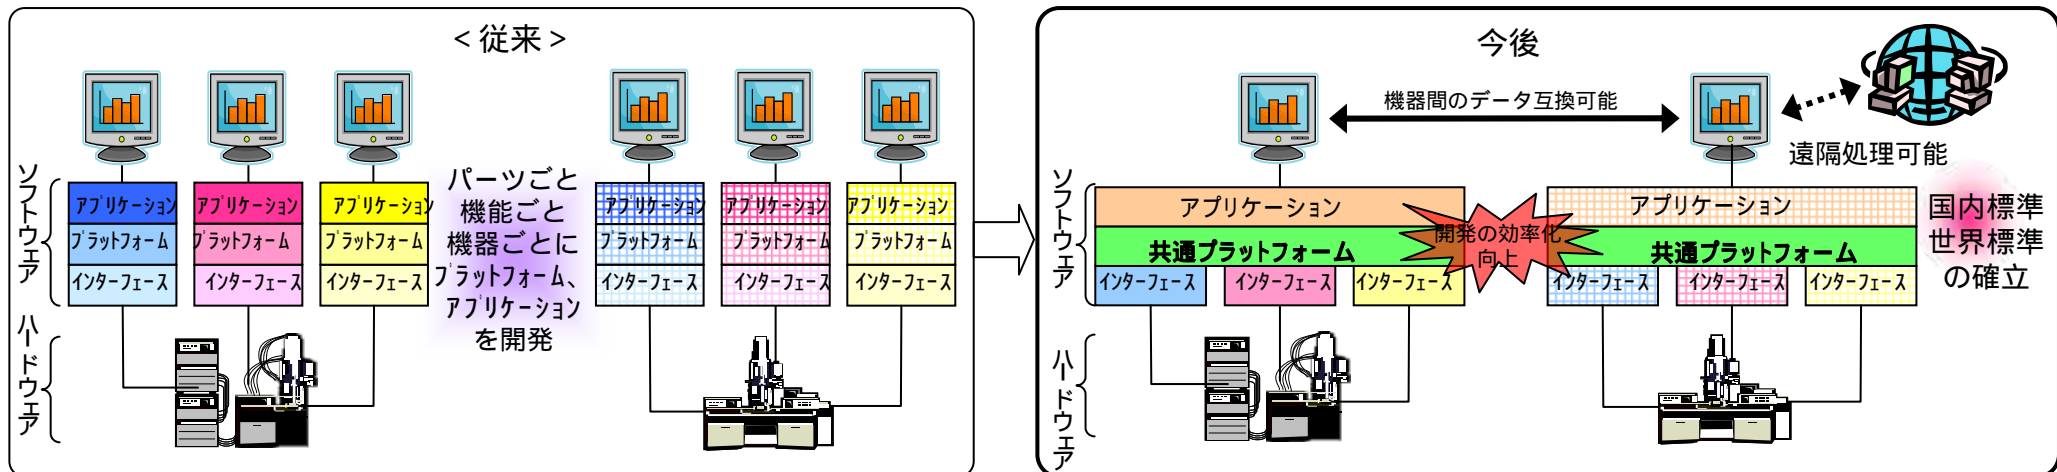 <従来>
ソフトウェア
アプリケーション
プラットフォーム
インターフェース
アプリケーション
プラットフォーム
インターフェース
アプリケーション
プラットフォーム
インターフェース
パーツごと
機能ごと
機器ごとに
プラットフォーム、
アプリケーション
を開発
アプリケーション
プラットフォーム
インターフェース
アプリケーション
プラットフォーム
インターフェース
アプリケーション
プラットフォーム
インターフェース
ハードウェア
今後
機器間のデータ互換可能
遠隔処理可能
ソフトウェア
アプリケーション
共通プラットフォーム
インターフェース
インターフェース
インターフェース
開発の効率化
向上
アプリケーション
共通プラットフォーム
インターフェース
インターフェース
インターフェース
国内標準
世界標準
の確立
ハードウェア